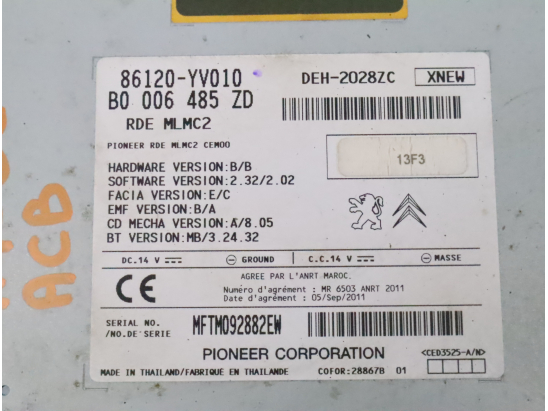 86120-YV010 DEH-2028ZC XNEW
B0 006 485 ZD
RDE MLMC2
PIONEER RDE MLMC2 CEM00
13F3
HARDWARE VERSION:B/B
SOFTWARE VERSION:2.32/2.02
FACIA VERSION:E/C
EMF VERSION:B/A
CD MECHA VERSION:A/8.05
BT VERSION:MB/3.24.32
DC.14 V GROUND C.C.14 V MASSE
AGREE PAR L'ANRT MAROC.
Numéro d'agrément : MR 6503 ANRT 2011
Date d'agrément : 05/Sep/2011
CE
SERIAL NO.
/NO.DE SERIE MFTM092882EW
PIONEER CORPORATION <CED3525-A/N>
MADE IN THAILAND/FABRIQUE EN THAILANDE COFOR:28867B 01
ACB